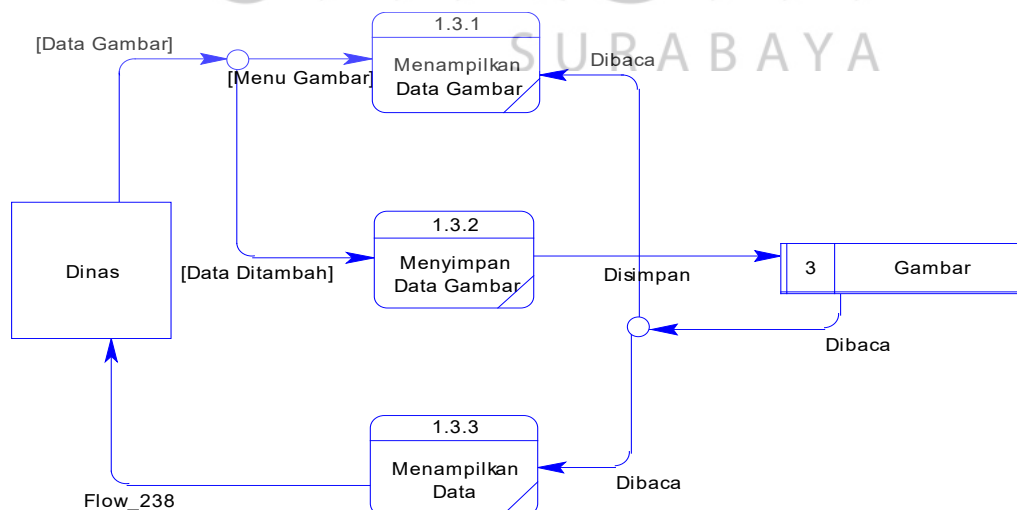 SURABAYA
[Data Gambar]
[Menu Gambar]
1.3.1
Menampilkan
Data Gambar
Dibaca
Dinas
[Data Ditambah]
1.3.2
Menyimpan
Data Gambar
Disimpan
3
Gambar
Dibaca
1.3.3
Menampilkan
Data
Dibaca
Flow_238